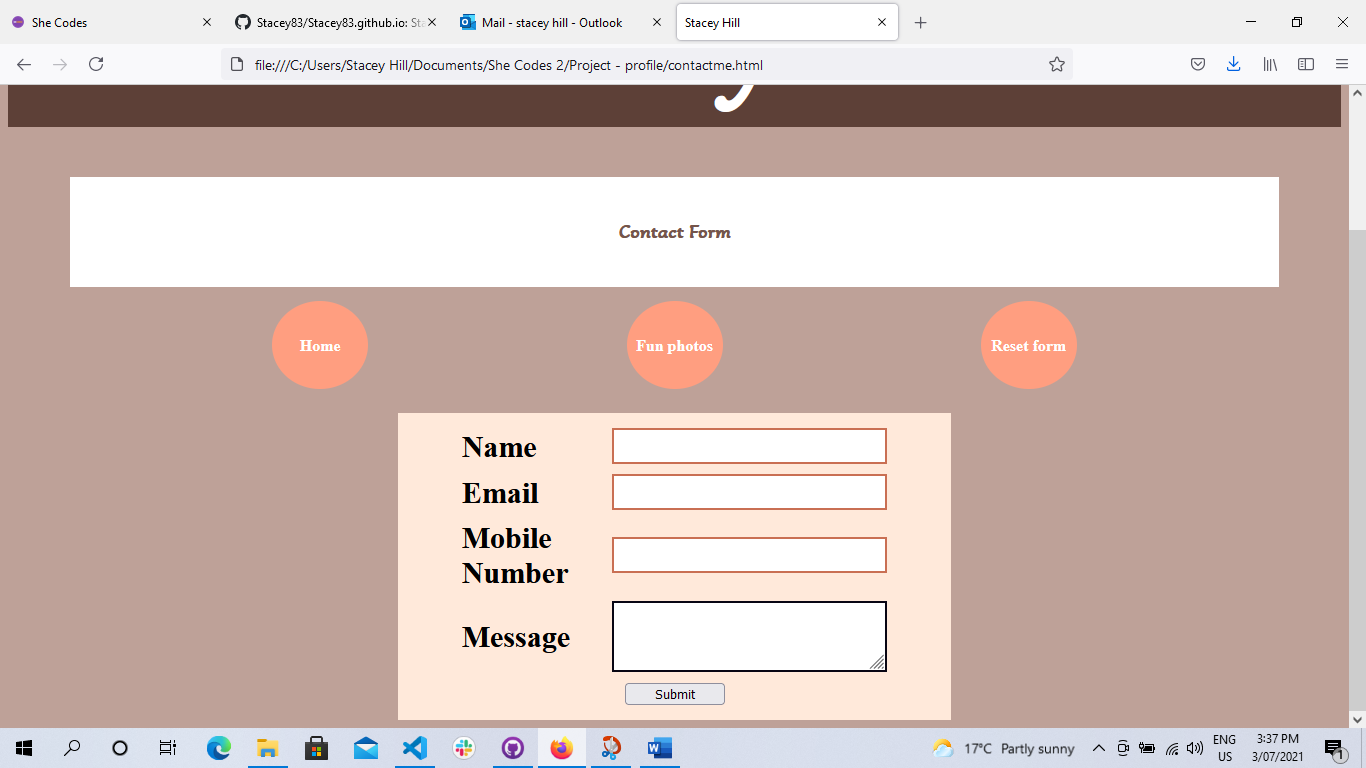 She Codes
Stacey83/Stacey83.github.io: Sta
Mail - stacey hill - Outlook
Stacey Hill
file:///C:/Users/Stacey Hill/Documents/She Codes 2/Project - profile/contactme.html
y
Contact Form
Home
Fun photos
Reset form
Name
Email
Mobile
Number
Message
Submit
17°C Partly sunny
ENG
US
3:37 PM
3/07/2021
1